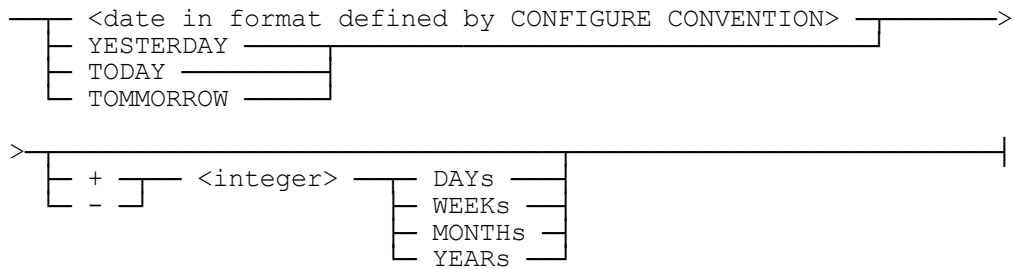 <date in format defined by CONFIGURE CONVENTION> >
YESTERDAY
TODAY
TOMMORROW
>
+ <integer> DAYs
- WEEKs
MONTHs
YEARs